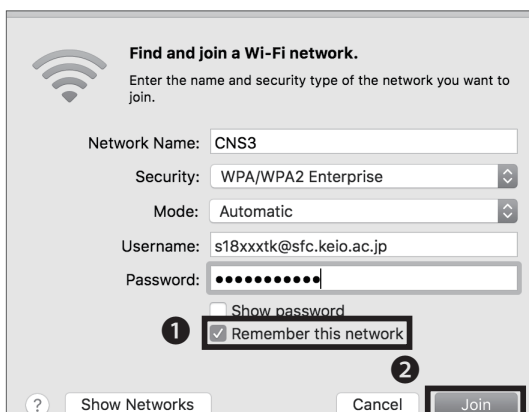 Find and join a Wi-Fi network.
Enter the name and security type of the network you want to
join.
Network Name: CNS3
Security: WPA/WPA2 Enterprise
Mode: Automatic
Username: s18xxxtk@sfc.keio.ac.jp
Password: ●●●●●●●●●●●
Show password
❶ Remember this network
❷
? Show Networks Cancel Join